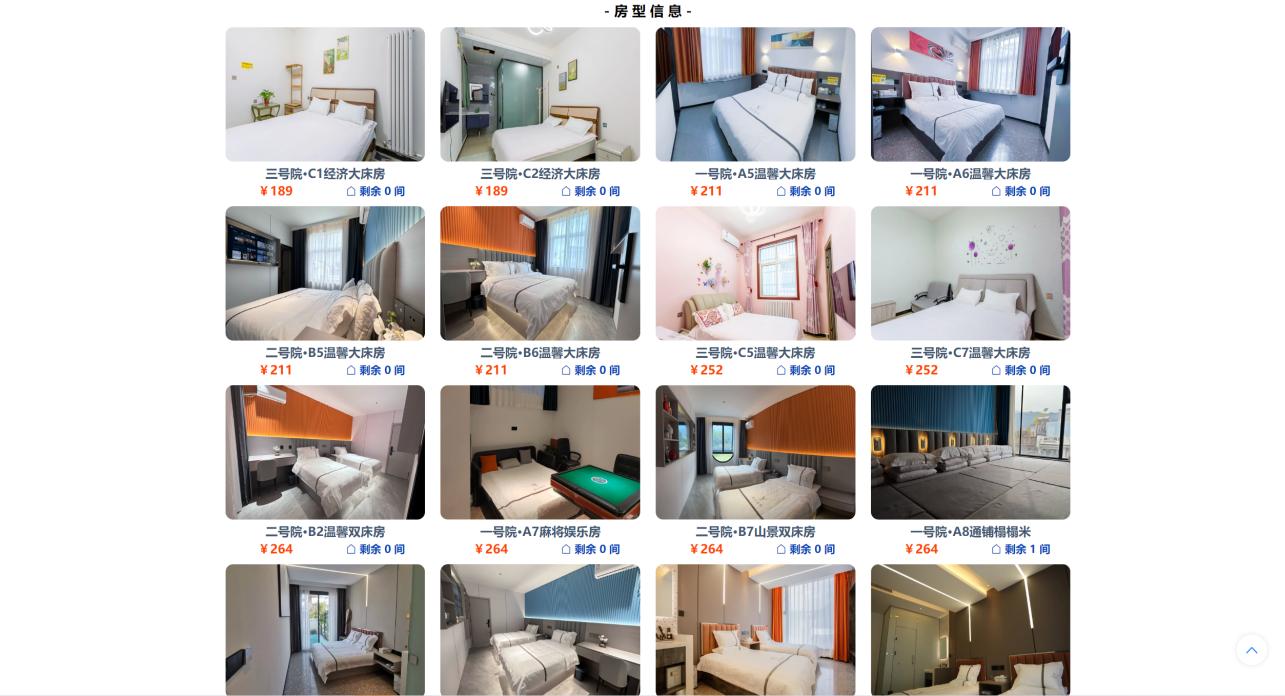 - 房 型 信 息 -
三号院•C1经济大床房
¥ 189 剩余 0 间
三号院•C2经济大床房
¥ 189 剩余 0 间
一号院•A5温馨大床房
¥ 211 剩余 0 间
一号院•A6温馨大床房
¥ 211 剩余 0 间
二号院•B5温馨大床房
¥ 211 剩余 0 间
二号院•B6温馨大床房
¥ 211 剩余 0 间
三号院•C5温馨大床房
¥ 252 剩余 0 间
三号院•C7温馨大床房
¥ 252 剩余 0 间
二号院•B2温馨双床房
¥ 264 剩余 0 间
一号院•A7麻将娱乐房
¥ 264 剩余 0 间
二号院•B7山景双床房
¥ 264 剩余 0 间
一号院•A8通铺榻榻米
¥ 264 剩余 1 间